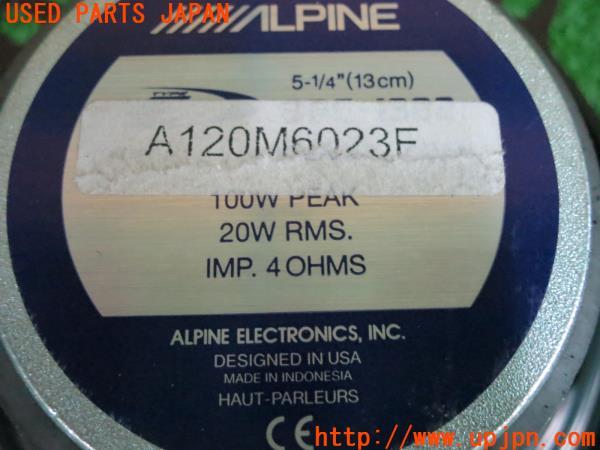 USED PARTS JAPAN
ALPINE
5-1/4"(13cm)
TYPE
A120M6023F
100W PEAK
20W RMS.
IMP. 4 OHMS
ALPINE ELECTRONICS, INC.
DESIGNED IN USA
MADE IN INDONESIA
HAUT-PARLEURS
CE
http://www.upjpn.com